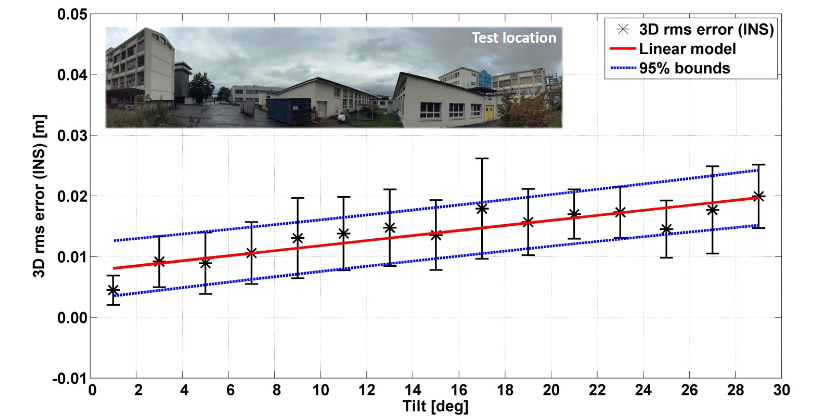 0.05
0.04
0.03
0.02
0.01
0.00
-0.01
3D rms error (INS) [m]
Test location
3D rms error (INS)
Linear model
95% bounds
0 2 4 6 8 10 12 14 16 18 20 22 24 26 28 30
Tilt [deg]